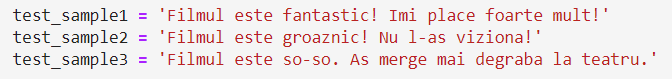 test_sample1 = 'Filmul este fantastic! Imi place foarte mult!'
test_sample2 = 'Filmul este groaznic! Nu l-as viziona!'
test_sample3 = 'Filmul este so-so. As merge mai degraba la teatru.'